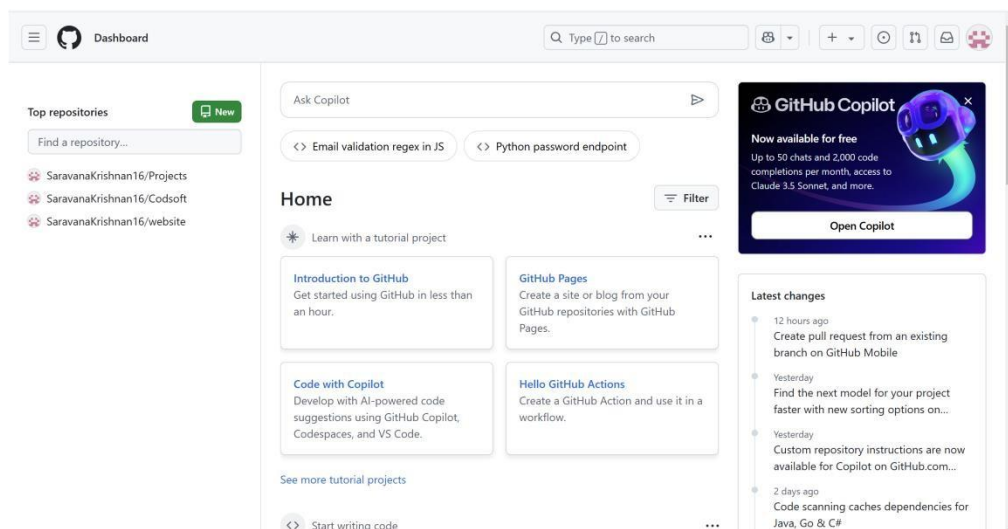 Dashboard
Type / to search
Top repositories
New
Find a repository...
SaravanaKrishnan16/Projects
SaravanaKrishnan16/Codsoft
SaravanaKrishnan16/website
Ask Copilot
<> Email validation regex in JS
<> Python password endpoint
Home
Filter
Learn with a tutorial project
Introduction to GitHub
Get started using GitHub in less than
an hour.
GitHub Pages
Create a site or blog from your
GitHub repositories with GitHub
Pages.
Code with Copilot
Develop with AI-powered code
suggestions using GitHub Copilot,
Codespaces, and VS Code.
Hello GitHub Actions
Create a GitHub Action and use it in a
workflow.
See more tutorial projects
<> Start writing code
GitHub Copilot
Now available for free
Up to 50 chats and 2,000 code
completions per month, access to
Claude 3.5 Sonnet, and more.
Open Copilot
Latest changes
12 hours ago
Create pull request from an existing
branch on GitHub Mobile
Yesterday
Find the next model for your project
faster with new sorting options on...
Yesterday
Custom repository instructions are now
available for Copilot on GitHub.com...
2 days ago
Code scanning caches dependencies for
Java, Go & C#